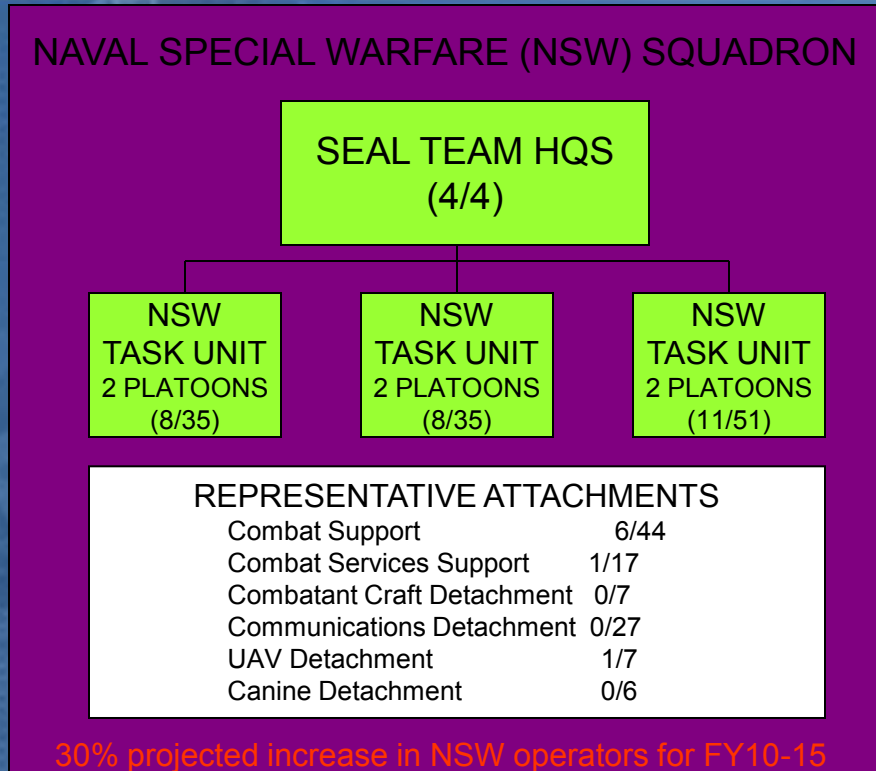 NAVAL SPECIAL WARFARE (NSW) SQUADRON
SEAL TEAM HQS
(4/4)
NSW
TASK UNIT
2 PLATOONS
(8/35)
NSW
TASK UNIT
2 PLATOONS
(8/35)
NSW
TASK UNIT
2 PLATOONS
(11/51)
REPRESENTATIVE ATTACHMENTS
Combat Support 6/44
Combat Services Support 1/17
Combatant Craft Detachment 0/7
Communications Detachment 0/27
UAV Detachment 1/7
Canine Detachment 0/6
30% projected increase in NSW operators for FY10-15